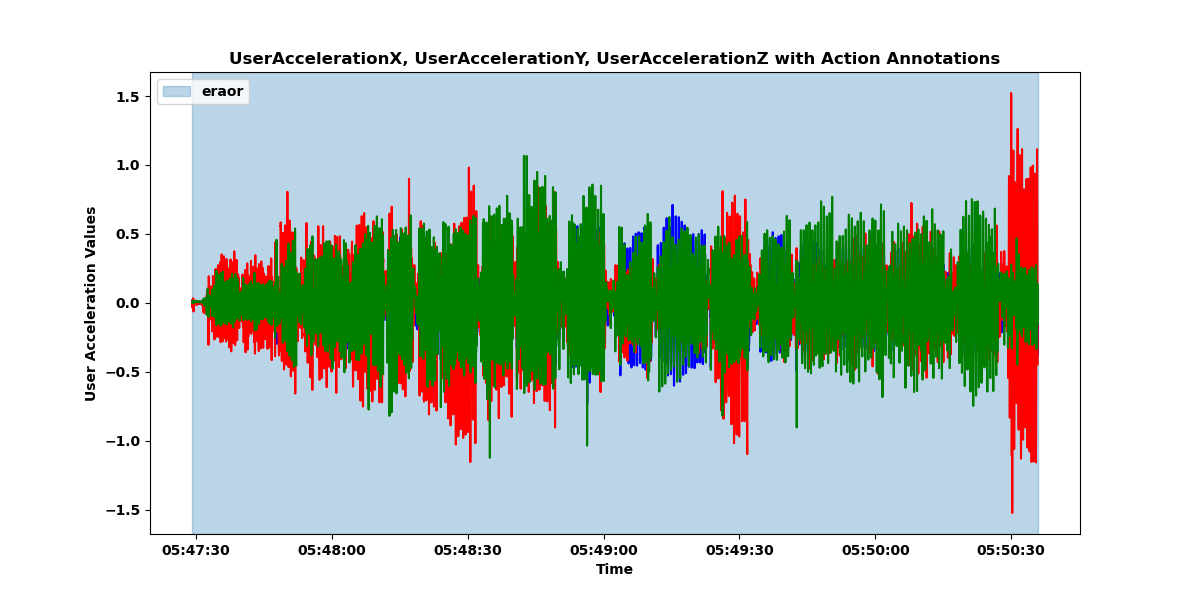 UserAccelerationX, UserAccelerationY, UserAccelerationZ with Action Annotations
eraor
1.5
1.0
0.5
0.0
−0.5
−1.0
−1.5
User Acceleration Values
05:47:30 05:48:00 05:48:30 05:49:00 05:49:30 05:50:00 05:50:30
Time